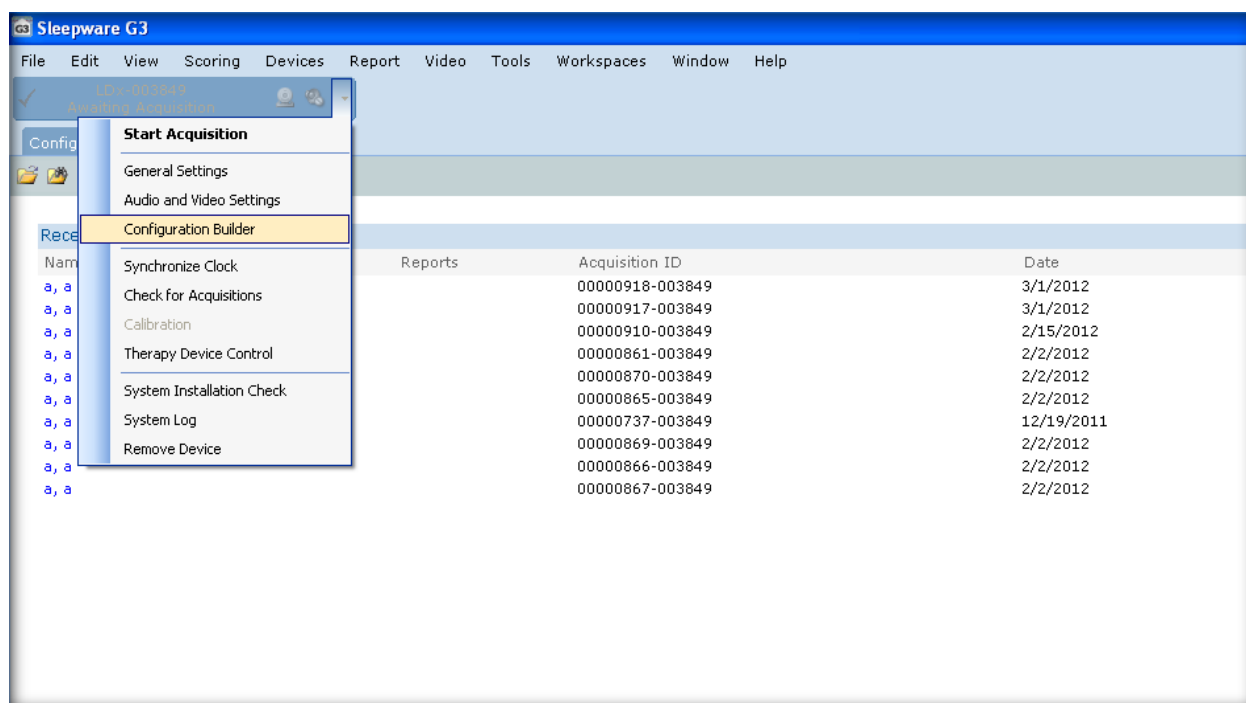 G3 Sleepware G3
File Edit View Scoring Devices Report Video Tools Workspaces Window Help
LDx-003849
Awaiting Acquisition
Config
Start Acquisition
General Settings
Audio and Video Settings
Configuration Builder
Synchronize Clock
Check for Acquisitions
Calibration
Therapy Device Control
System Installation Check
System Log
Remove Device
Rece
Nam Reports Acquisition ID Date
a, a 00000918-003849 3/1/2012
a, a 00000917-003849 3/1/2012
a, a 00000910-003849 2/15/2012
a, a 00000861-003849 2/2/2012
a, a 00000870-003849 2/2/2012
a, a 00000865-003849 2/2/2012
a, a 00000737-003849 12/19/2011
a, a 00000869-003849 2/2/2012
a, a 00000866-003849 2/2/2012
a, a 00000867-003849 2/2/2012